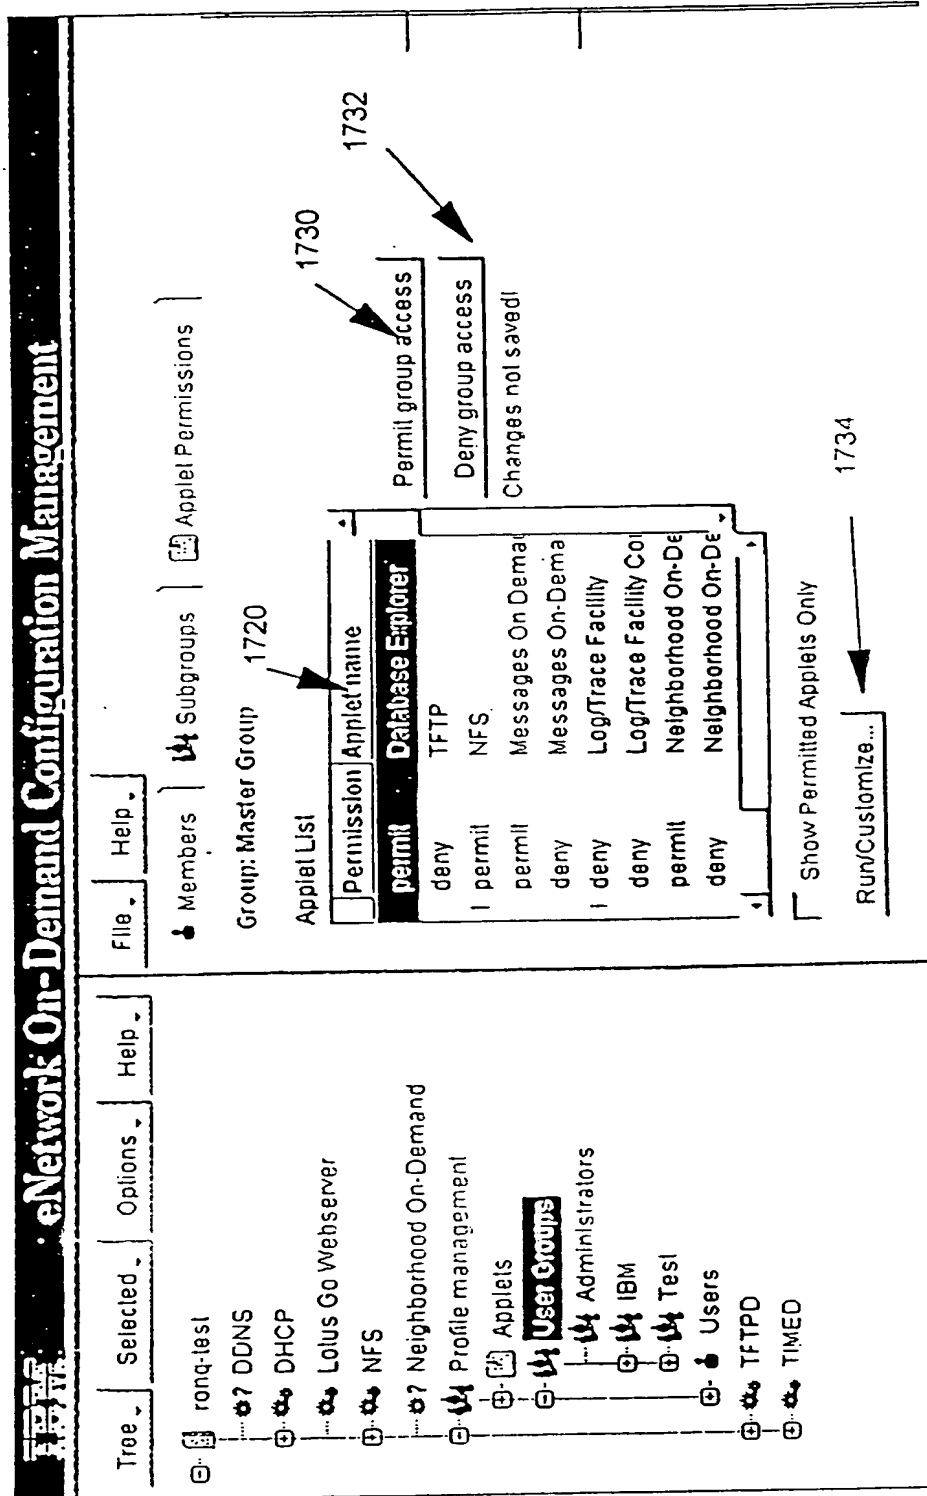 IBM eNetwork On-Demand Configuration Management
Tree Selected Options Help
ronq-test
? DDNS
DHCP
Lotus Go Webserver
NFS
? Neighborhood On-Demand
Profile management
Applets
User Groups
Administrators
IBM
Test
Users
TFTPD
TIMED
File Help
Members Subgroups Applet Permissions
Group: Master Group
1720
Applet List
Permission Applet name
permit Database Explorer
deny TFTP
permit NFS
permit Messages On Dema
deny Messages On-Dema
deny Log/Trace Facility
deny Log/Trace Facility Co
permit Neighborhood On-De
deny Neighborhood On-De
1730
Permit group access
1732
Deny group access
Changes not saved!
Show Permitted Applets Only
Run/Customize...
1734